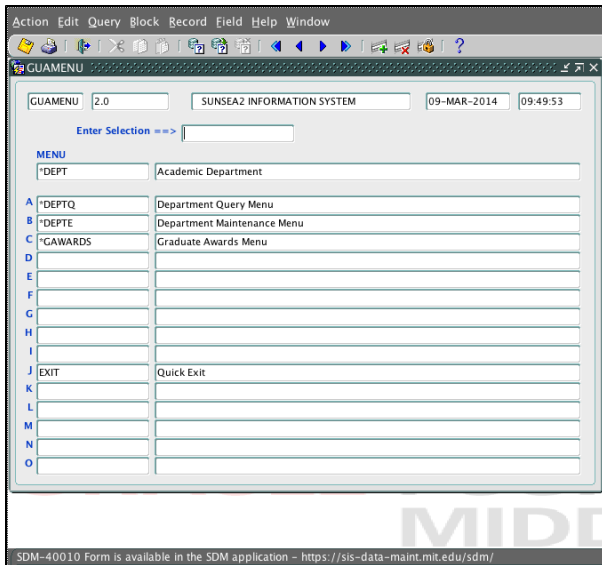 Action Edit Query Block Record Field Help Window
GUAMENU
GUAMENU 2.0 SUNSEA2 INFORMATION SYSTEM 09-MAR-2014 09:49:53
Enter Selection ==>
MENU
*DEPT Academic Department
A *DEPTQ Department Query Menu
B *DEPTE Department Maintenance Menu
C *GAWARDS Graduate Awards Menu
D
E
F
G
H
I
J EXIT Quick Exit
K
L
M
N
O
MIDD
SDM-40010 Form is available in the SDM application - https://sis-data-maint.mit.edu/sdm/